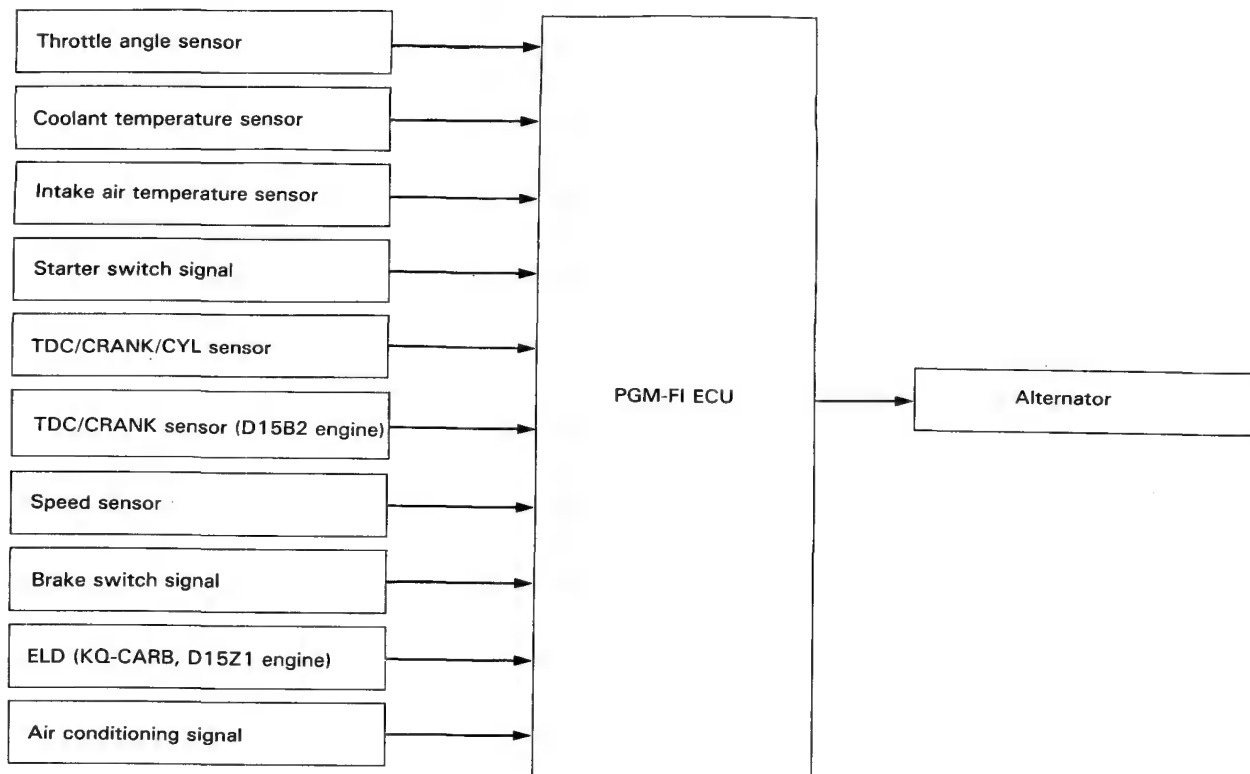 Throttle angle sensor
Coolant temperature sensor
Intake air temperature sensor
Starter switch signal
TDC/CRANK/CYL sensor
TDC/CRANK sensor (D15B2 engine)
Speed sensor
Brake switch signal
ELD (KQ-CARB, D15Z1 engine)
Air conditioning signal
PGM-FI ECU
Alternator